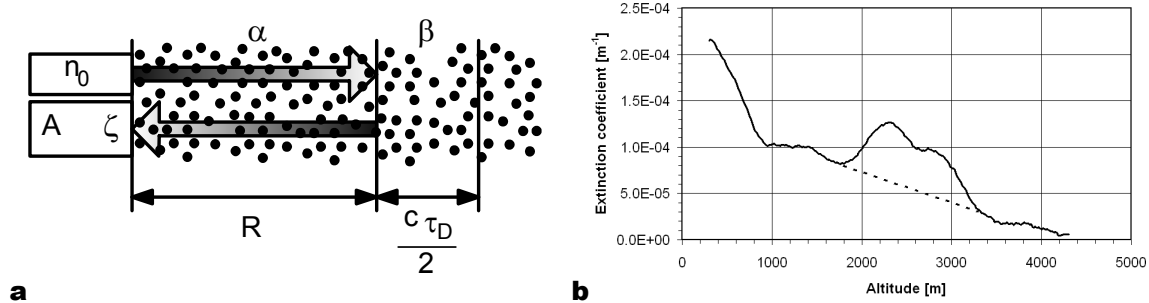 α
β
n₀
A ζ
R
c τ_D
2
a
2.5E-04
2.0E-04
1.5E-04
1.0E-04
5.0E-05
0.0E+00
Extinction coefficient [m⁻¹]
0 1000 2000 3000 4000 5000
Altitude [m]
b